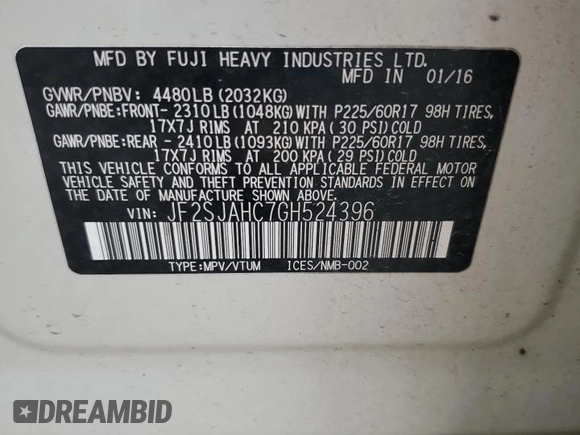 MFD BY FUJI HEAVY INDUSTRIES LTD.
MFD IN 01/16
GVWR/PNBV: 4480LB (2032KG)
GAWR/PNBE:FRONT- 2310LB (1048KG) WITH P225/60R17 98H TIRES,
17X7J RIMS AT 210 KPA ( 30 PSI) COLD
GAWR/PNBE:REAR - 2410LB (1093KG) WITH P225/60R17 98H TIRES,
17X7J RIMS AT 200 KPA ( 29 PSI) COLD
THIS VEHICLE CONFORMS TO ALL APPLICABLE FEDERAL MOTOR
VEHICLE SAFETY AND THEFT PREVENTION STANDARDS IN EFFECT ON
THE DATE OF MANUFACTURE SHOWN ABOVE.
VIN: JF2SJAHC7GH524396
TYPE:MPV/VTUM ICES/NMB-002
DREAMBID